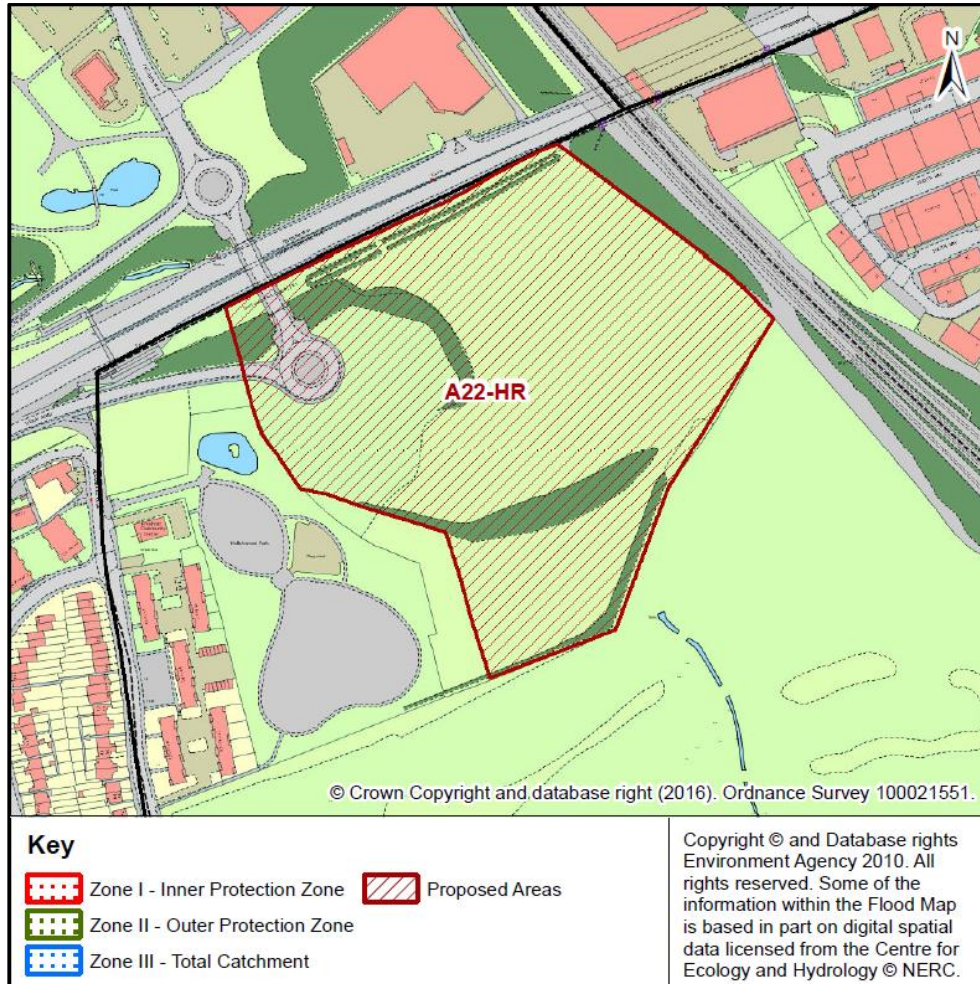 N
A22-HR
© Crown Copyright and database right (2016). Ordnance Survey 100021551.
Key
Zone I - Inner Protection Zone
Proposed Areas
Zone II - Outer Protection Zone
Zone III - Total Catchment
Copyright © and Database rights
Environment Agency 2010. All
rights reserved. Some of the
information within the Flood Map
is based in part on digital spatial
data licensed from the Centre for
Ecology and Hydrology © NERC.